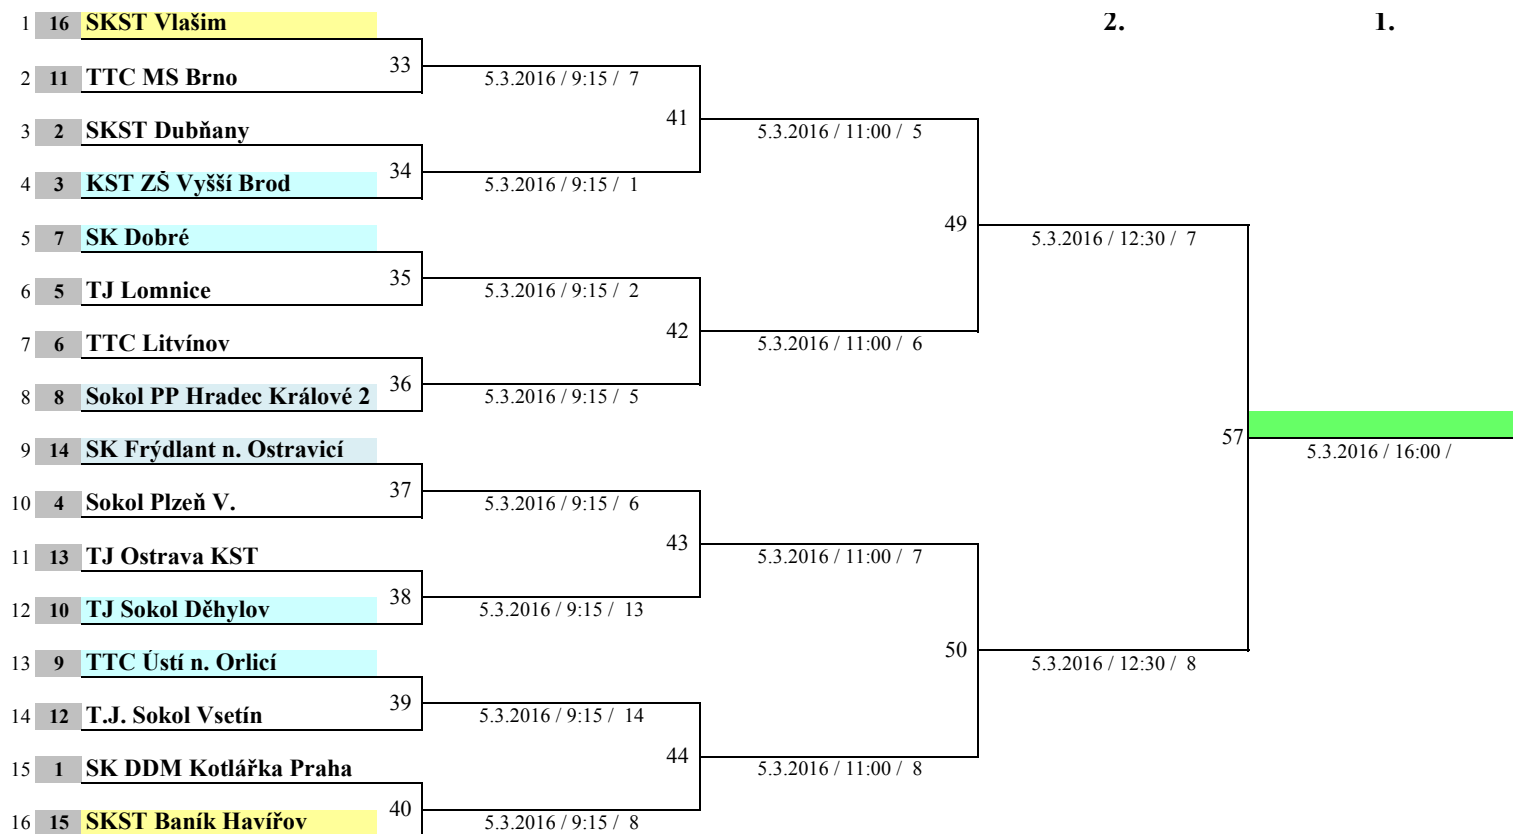 1 16 SKST Vlašim 2. 1.
33
2 11 TTC MS Brno 5.3.2016 / 9:15 / 7
41
3 2 SKST Dubňany 5.3.2016 / 11:00 / 5
34
4 3 KST ZŠ Vyšší Brod 5.3.2016 / 9:15 / 1
49
5 7 SK Dobré 5.3.2016 / 12:30 / 7
35
6 5 TJ Lomnice 5.3.2016 / 9:15 / 2
42
7 6 TTC Litvínov 5.3.2016 / 11:00 / 6
36
8 8 Sokol PP Hradec Králové 2 5.3.2016 / 9:15 / 5
57
9 14 SK Frýdlant n. Ostravicí 5.3.2016 / 16:00 /
37
10 4 Sokol Plzeň V. 5.3.2016 / 9:15 / 6
43
11 13 TJ Ostrava KST 5.3.2016 / 11:00 / 7
38
12 10 TJ Sokol Děhylov 5.3.2016 / 9:15 / 13
50
13 9 TTC Ústí n. Orlicí 5.3.2016 / 12:30 / 8
39
14 12 T.J. Sokol Vsetín 5.3.2016 / 9:15 / 14
44
15 1 SK DDM Kotlářka Praha 5.3.2016 / 11:00 / 8
40
16 15 SKST Baník Havířov 5.3.2016 / 9:15 / 8